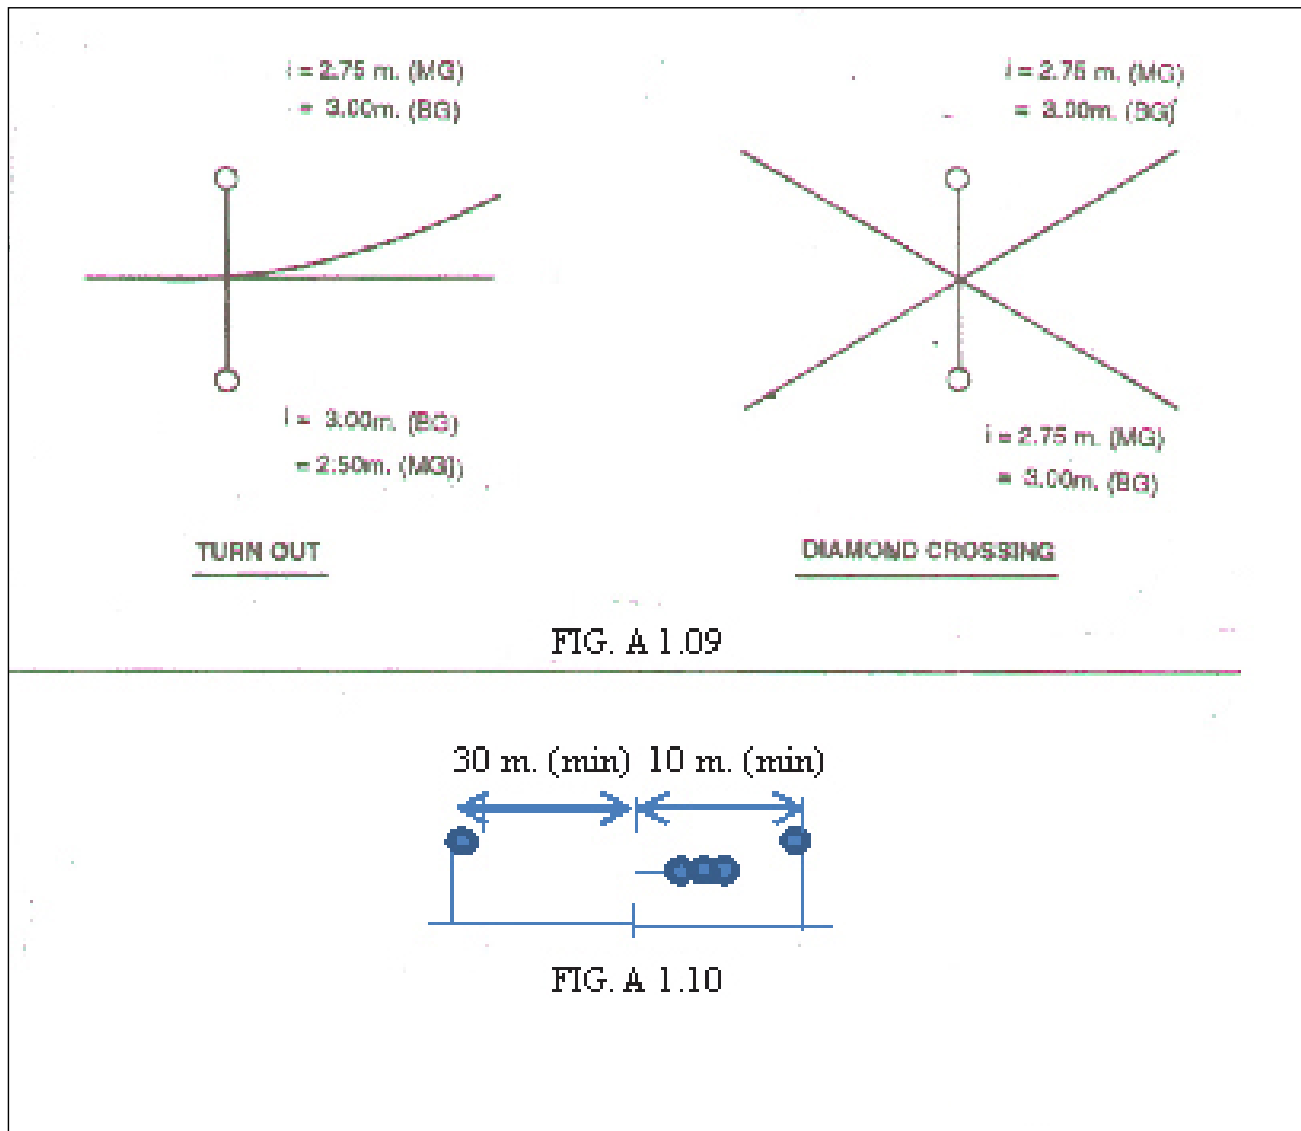 i = 2.75 m. (MG)
= 3.00m. (BG)
i = 2.75 m. (MG)
= 3.00m. (BG)
i = 3.00m. (BG)
= 2.50m. (MG)
i = 2.75 m. (MG)
= 3.00m. (BG)
TURN OUT
DIAMOND CROSSING
FIG. A 1.09
30 m. (min) 10 m. (min)
FIG. A 1.10